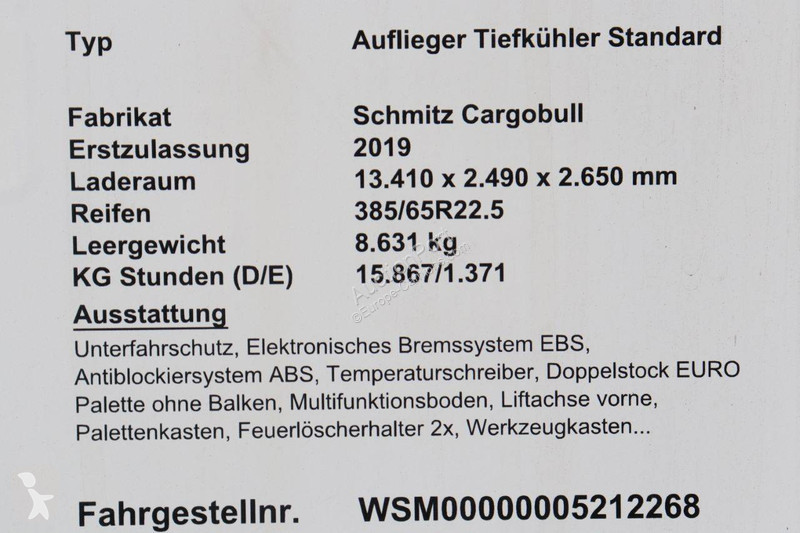 Typ Auflieger Tiefkühler Standard
Fabrikat Schmitz Cargobull
Erstzulassung 2019
Laderaum 13.410 x 2.490 x 2.650 mm
Reifen 385/65R22.5
Leergewicht 8.631 kg
KG Stunden (D/E) 15.867/1.371
Ausstattung
Unterfahrschutz, Elektronisches Bremssystem EBS,
Antiblockiersystem ABS, Temperaturschreiber, Doppelstock EURO
Palette ohne Balken, Multifunktionsboden, Liftachse vorne,
Palettenkasten, Feuerlöscherhalter 2x, Werkzeugkasten...
Fahrgestellnr. WSM00000005212268